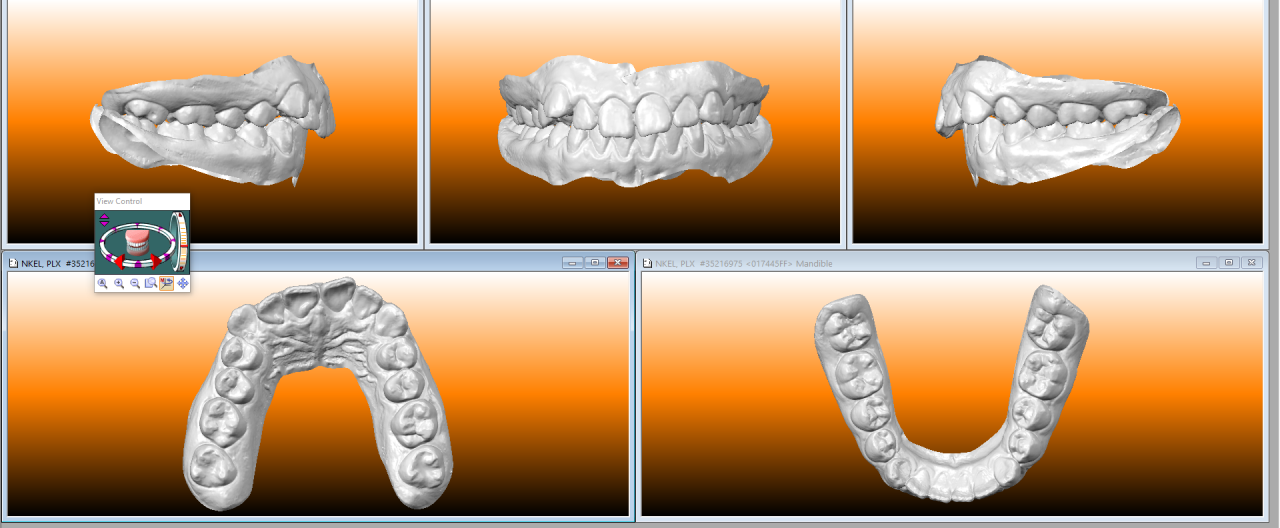 View Control
NKEL, PLX #35216
NKEL, PLX #35216975 <017445FF> Mandible